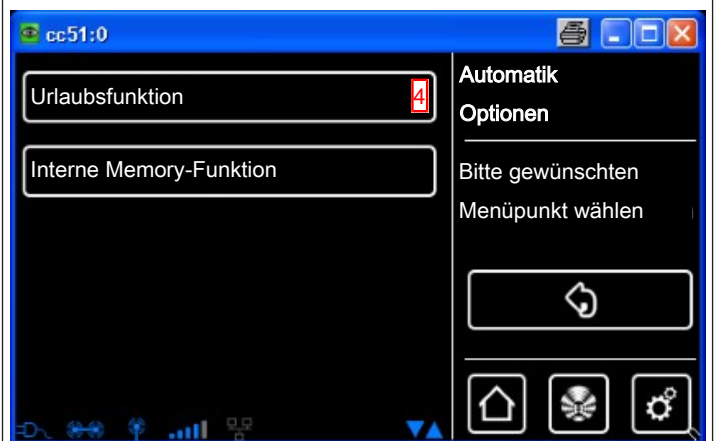 cc51:0
Urlaubsfunktion 4
Interne Memory-Funktion
Automatik
Optionen
Bitte gewünschten
Menüpunkt wählen